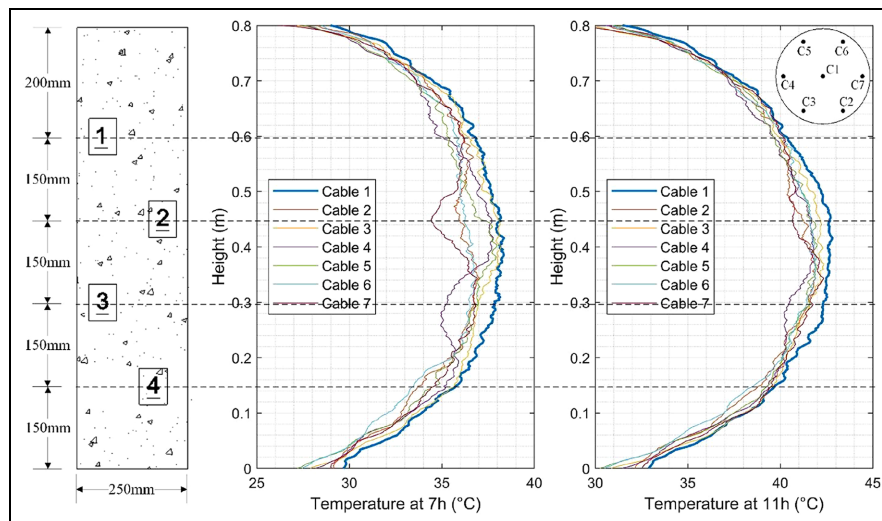 200mm
150mm
150mm
150mm
150mm
250mm
1
2
3
4
0.8
0.7
0.6
0.5
0.4
0.3
0.2
0.1
0
Height (m)
Cable 1
Cable 2
Cable 3
Cable 4
Cable 5
Cable 6
Cable 7
25
30
35
40
Temperature at 7h (°C)
0.8
0.7
0.6
0.5
0.4
0.3
0.2
0.1
0
Height (m)
Cable 1
Cable 2
Cable 3
Cable 4
Cable 5
Cable 6
Cable 7
C5
C6
C1
C4
C7
C3
C2
30
35
40
45
Temperature at 11h (°C)